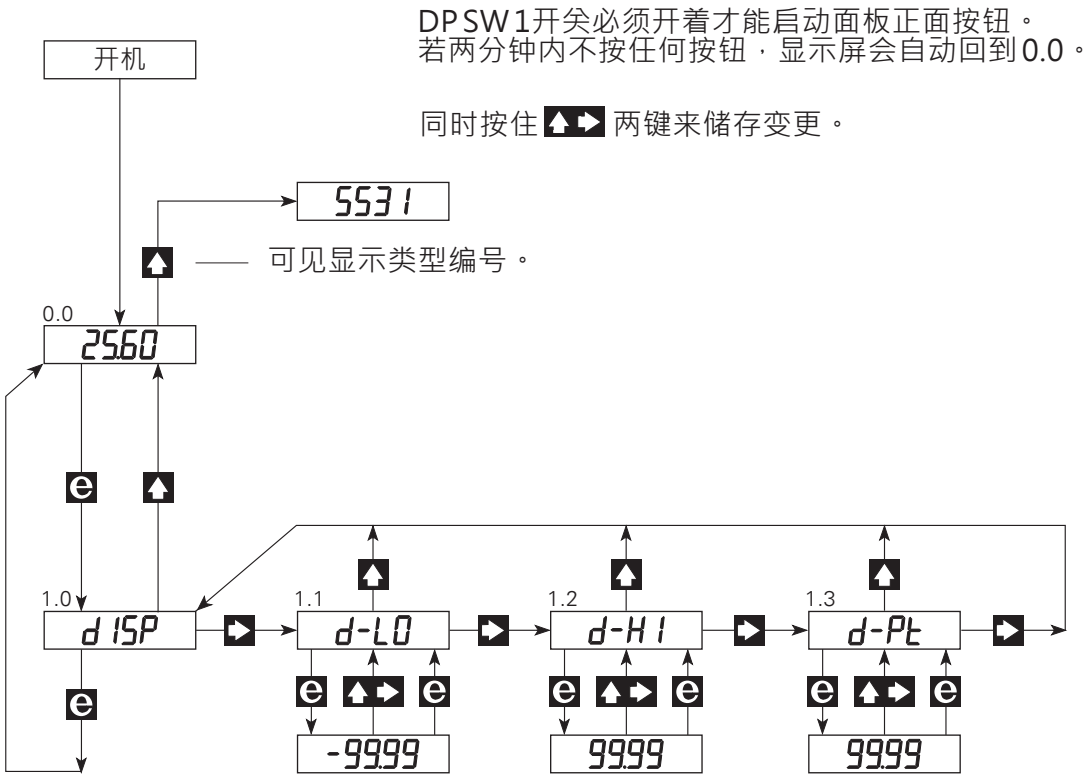 DPSW1开关必须开着才能启动面板正面按钮。
若两分钟内不按任何按钮，显示屏会自动回到0.0。
开机
同时按住 两键来储存变更。
5531
可见显示类型编号。
0.0
25.60
e
1.0
dISP
1.1
d-LO
1.2
d-HI
1.3
d-Pt
e
e e
e e
e e
-99.99
99.99
99.99